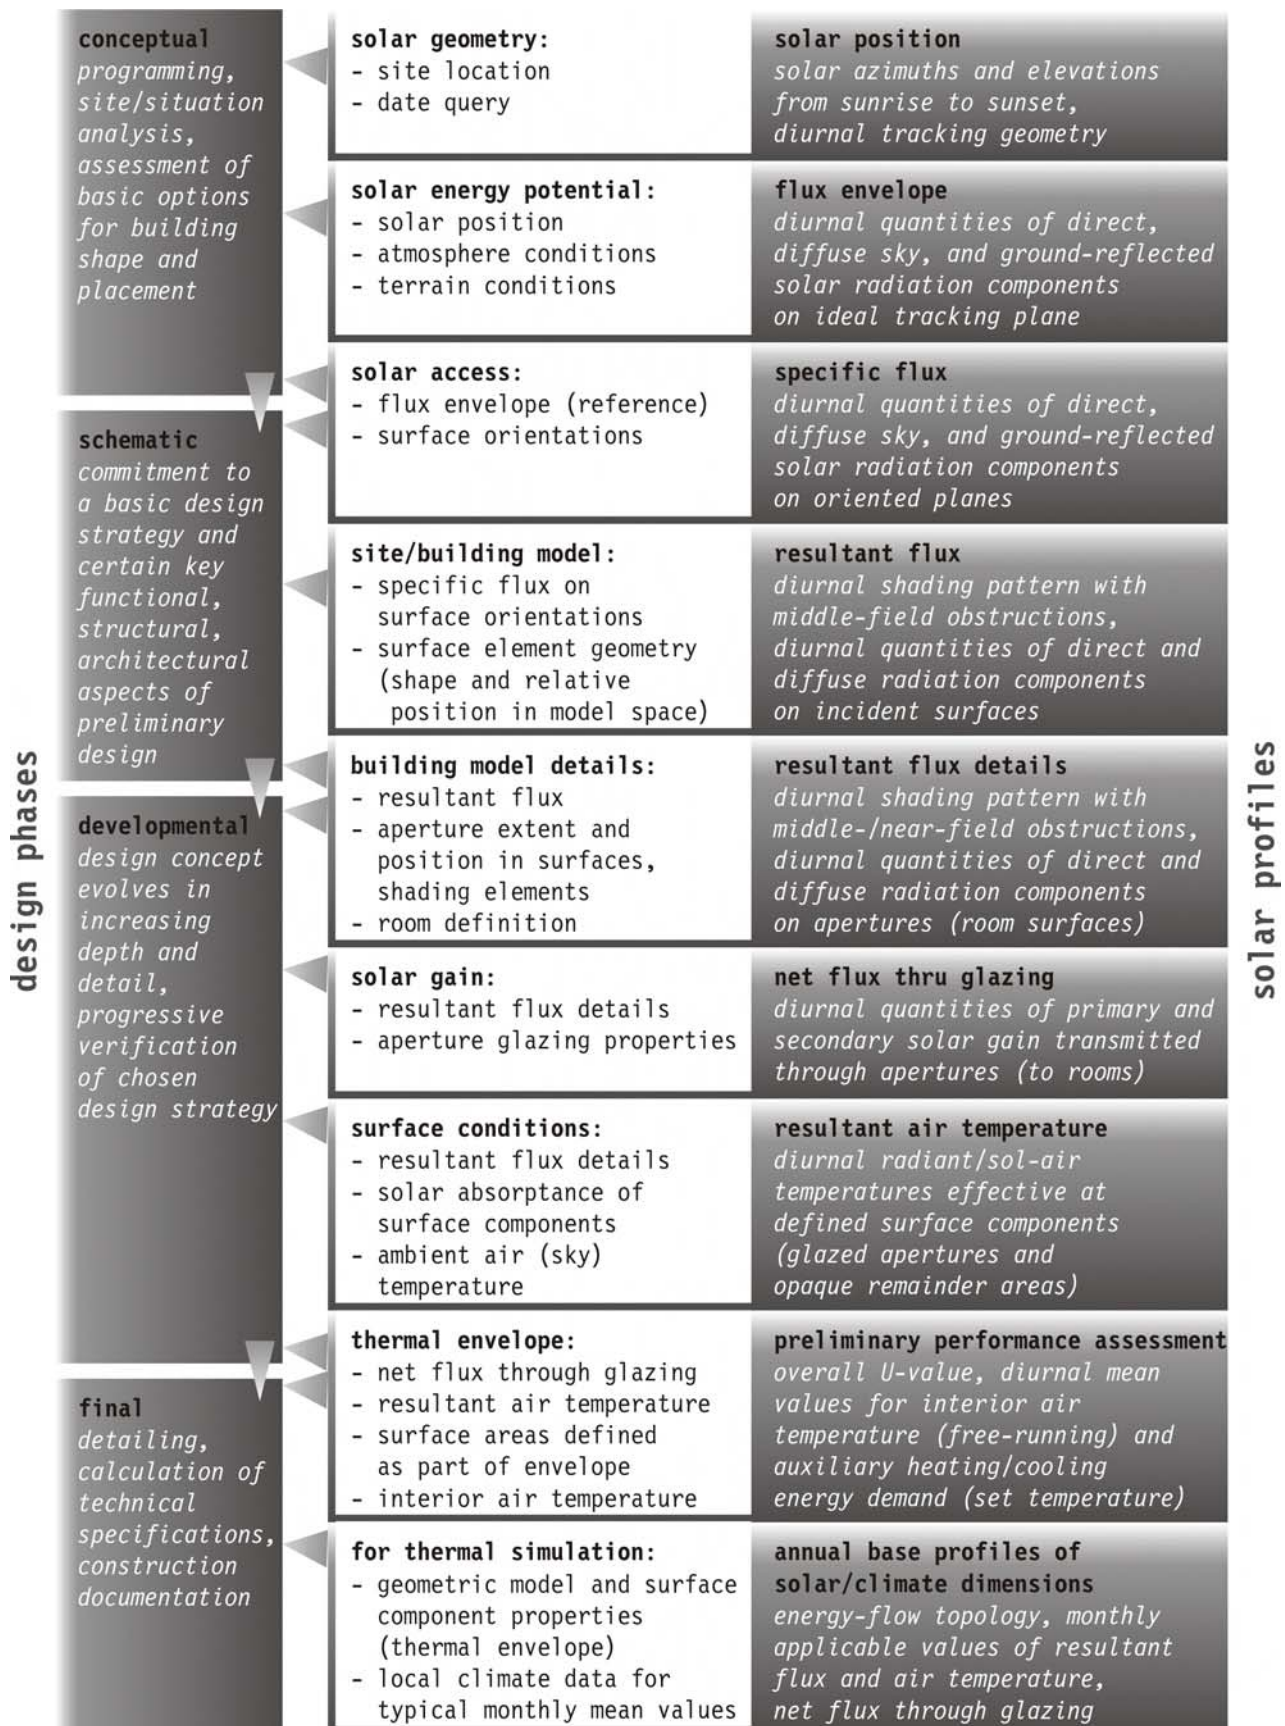 design phases
conceptual
programming,
site/situation
analysis,
assessment of
basic options
for building
shape and
placement
schematic
commitment to
a basic design
strategy and
certain key
functional,
structural,
architectural
aspects of
preliminary
design
developmental
design concept
evolves in
increasing
depth and
detail,
progressive
verification
of chosen
design strategy
final
detailing,
calculation of
technical
specifications,
construction
documentation
solar geometry:
- site location
- date query
solar position
solar azimuths and elevations
from sunrise to sunset,
diurnal tracking geometry
solar energy potential:
- solar position
- atmosphere conditions
- terrain conditions
flux envelope
diurnal quantities of direct,
diffuse sky, and ground-reflected
solar radiation components
on ideal tracking plane
solar access:
- flux envelope (reference)
- surface orientations
specific flux
diurnal quantities of direct,
diffuse sky, and ground-reflected
solar radiation components
on oriented planes
site/building model:
- specific flux on
surface orientations
- surface element geometry
(shape and relative
position in model space)
resultant flux
diurnal shading pattern with
middle-field obstructions,
diurnal quantities of direct and
diffuse radiation components
on incident surfaces
building model details:
- resultant flux
- aperture extent and
position in surfaces,
shading elements
- room definition
resultant flux details
diurnal shading pattern with
middle-/near-field obstructions,
diurnal quantities of direct and
diffuse radiation components
on apertures (room surfaces)
solar gain:
- resultant flux details
- aperture glazing properties
net flux thru glazing
diurnal quantities of primary and
secondary solar gain transmitted
through apertures (to rooms)
surface conditions:
- resultant flux details
- solar absorptance of
surface components
- ambient air (sky)
temperature
resultant air temperature
diurnal radiant/sol-air
temperatures effective at
defined surface components
(glazed apertures and
opaque remainder areas)
thermal envelope:
- net flux through glazing
- resultant air temperature
- surface areas defined
as part of envelope
- interior air temperature
preliminary performance assessment
overall U-value, diurnal mean
values for interior air
temperature (free-running) and
auxiliary heating/cooling
energy demand (set temperature)
for thermal simulation:
- geometric model and surface
component properties
(thermal envelope)
- local climate data for
typical monthly mean values
annual base profiles of
solar/climate dimensions
energy-flow topology, monthly
applicable values of resultant
flux and air temperature,
net flux through glazing
solar profiles